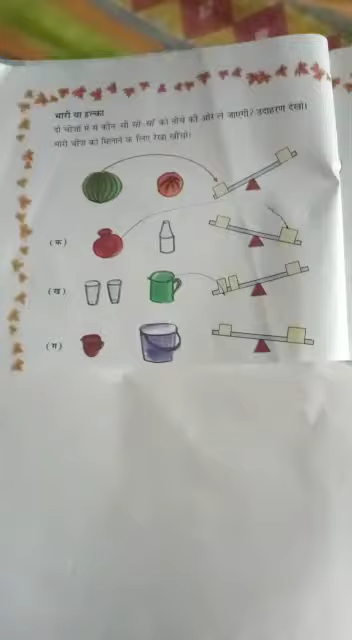 भारी या हल्का
दो चीजों में से कौन सी सी-सॉ को नीचे की ओर ले जाएगी? उदाहरण देखो।
भारी चीज को मिलाने के लिए रेखा खींचो।
(क)
(ख)
(ग)